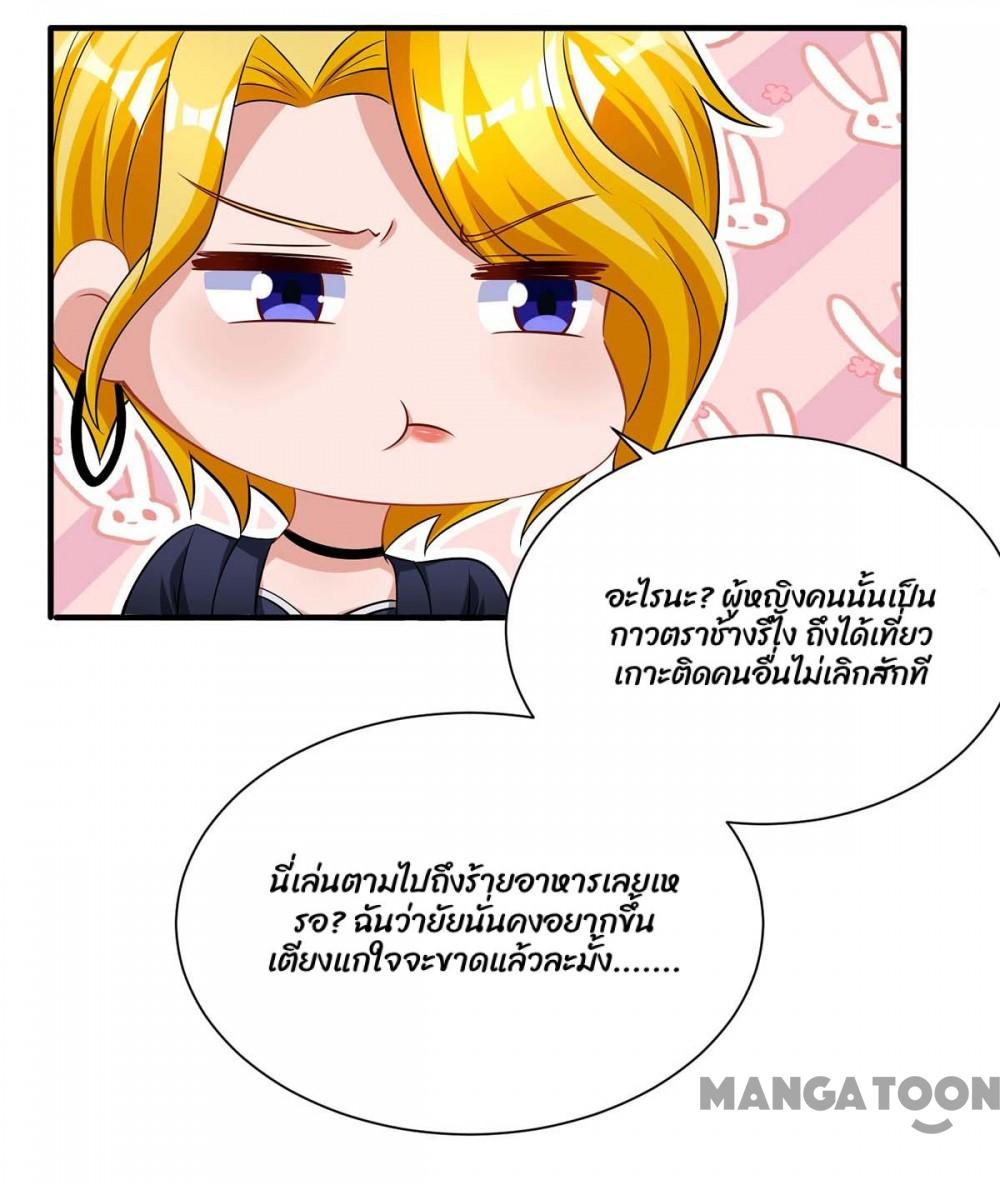 อะไรนะ? ผู้หญิงคนนั้นเป็น
กาวตราช้างรึไง ถึงได้เที่ยว
เกาะติดคนอื่นไม่เลิกสักที
นี่เล่นตามไปถึงร้ายอาหารเลยเห
รอ? ฉันว่ายัยนั่นคงอยากขึ้น
เตียงแกใจจะขาดแล้วละมั้ง.......
MANGATOON